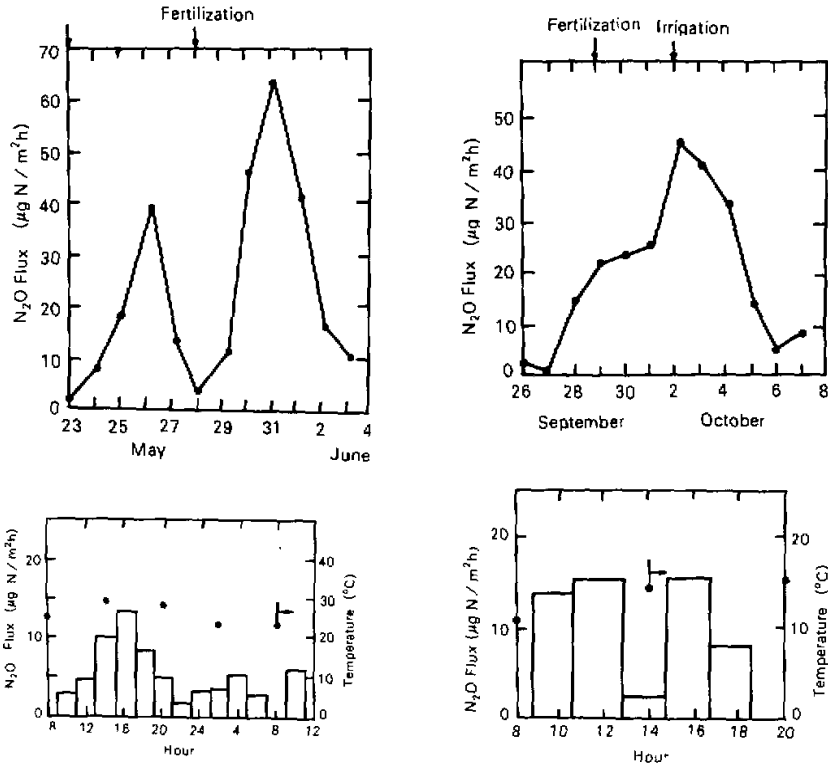 Fertilization
70
60
50
40
30
20
10
0
N₂O Flux (µg N / m²h)
23 25 27 29 31 2 4
May June
Fertilization Irrigation
50
40
30
20
10
0
N₂O Flux (µg N / m²h)
26 28 30 2 4 6 8
September October
20
10
0
N₂O Flux (µg N / m²h)
40
30
20
10
0
Temperature (°C)
8 12 16 20 24 4 8 12
Hour
20
10
0
N₂O Flux (µg N / m²h)
20
10
0
Temperature (°C)
8 10 12 14 16 18 20
Hour